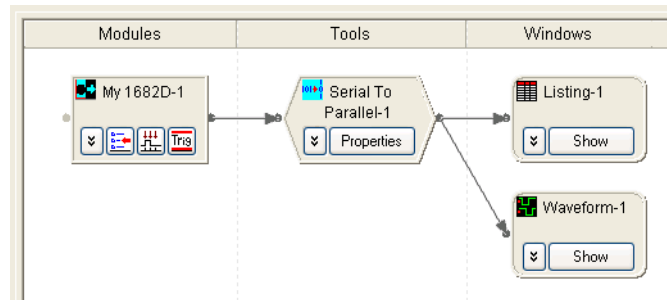 Modules Tools Windows
My 1682D-1
Trig
Serial To
Parallel-1
Properties
Listing-1
Show
Waveform-1
Show